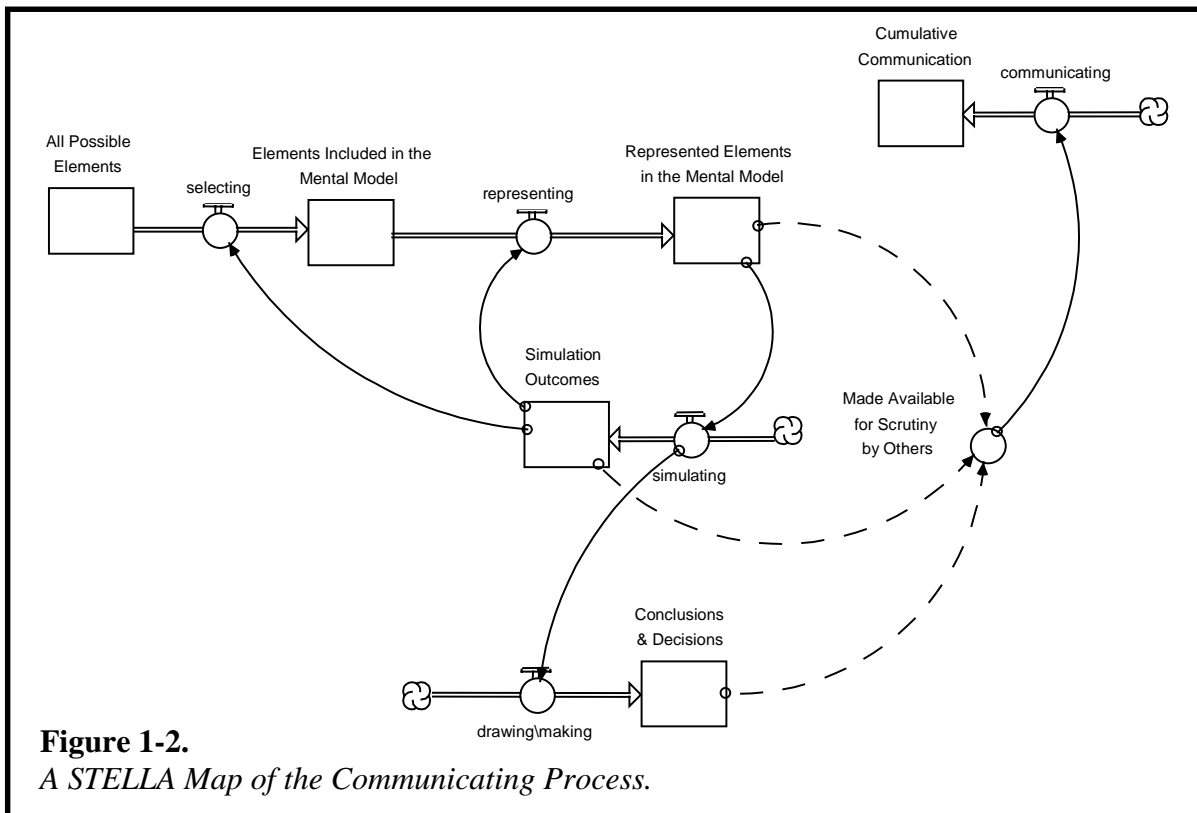 Cumulative
Communication
communicating
All Possible
Elements
selecting
Elements Included in the
Mental Model
representing
Represented Elements
in the Mental Model
Simulation
Outcomes
simulating
Made Available
for Scrutiny
by Others
Conclusions
& Decisions
drawing\making
Figure 1-2.
A STELLA Map of the Communicating Process.